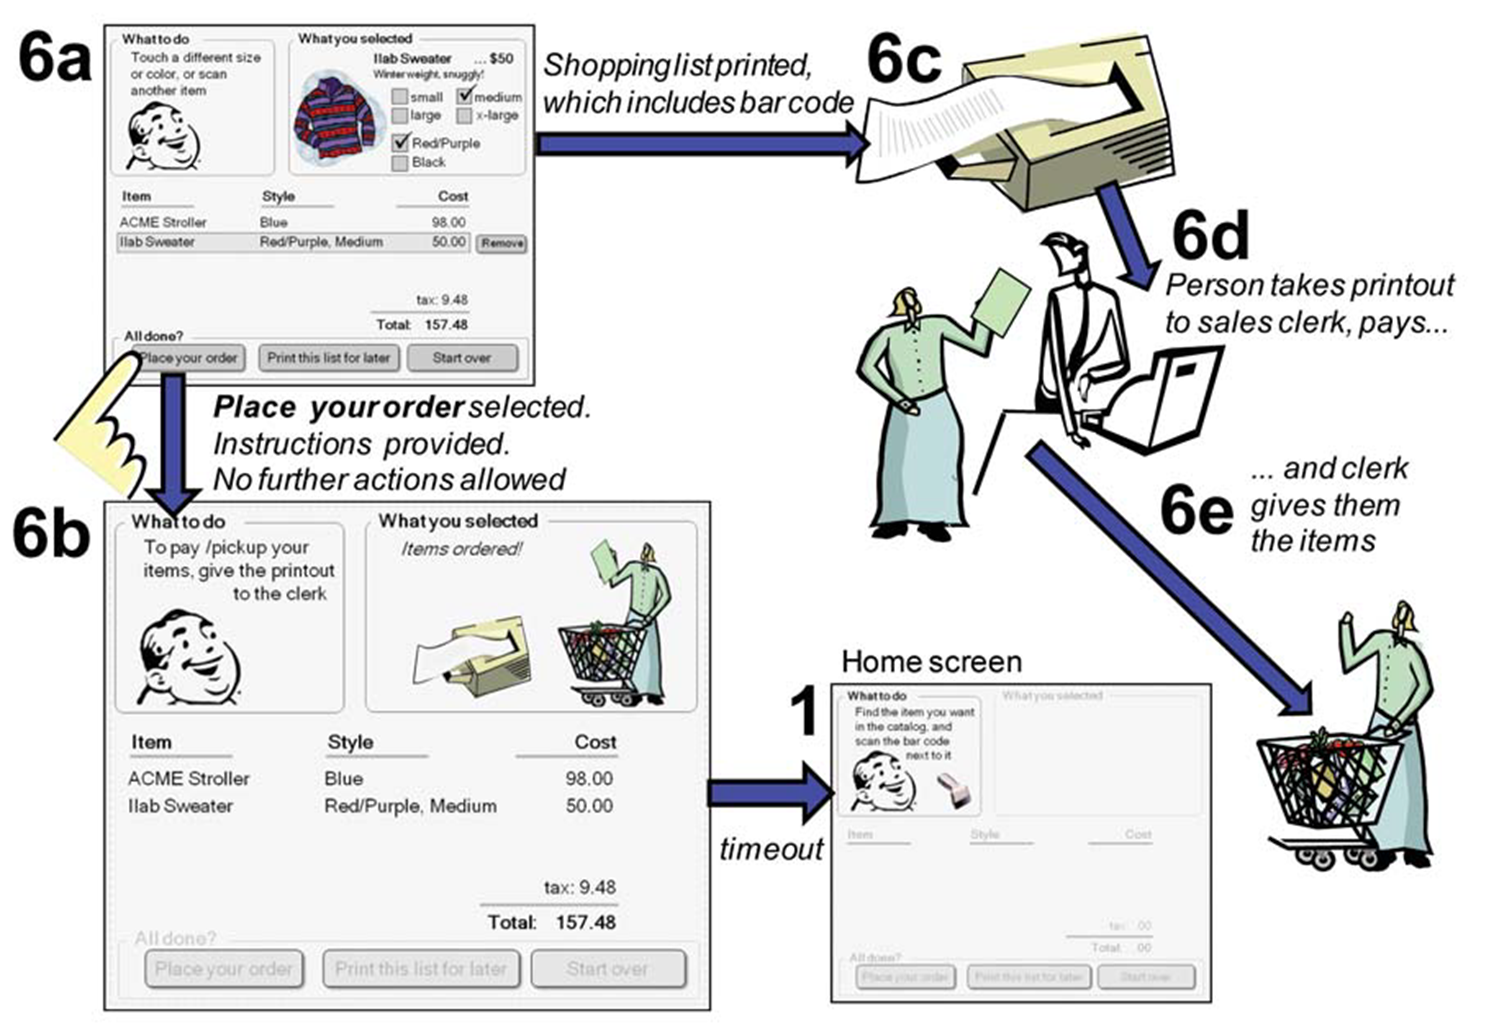 6a
What to do
Touch a different size
or color, or scan
another item
What you selected
Ilab Sweater ... $50
Winter weight, snuggly!
small medium
large x-large
Red/Purple
Black
Item Style Cost
ACME Stroller Blue 98.00
Ilab Sweater Red/Purple, Medium 50.00 Remove
tax: 9.48
Total: 157.48
All done?
Place your order Print this list for later Start over
Shopping list printed,
which includes bar code
6c
6d
Person takes printout
to sales clerk, pays...
Place your order selected.
Instructions provided.
No further actions allowed
6e
... and clerk
gives them
the items
6b
What to do
To pay /pickup your
items, give the printout
to the clerk
What you selected
Items ordered!
Item Style Cost
ACME Stroller Blue 98.00
Ilab Sweater Red/Purple, Medium 50.00
tax: 9.48
Total: 157.48
All done?
Place your order Print this list for later Start over
timeout
Home screen
1
What to do
Find the item you want
in the catalog, and
scan the bar code
next to it
What you selected
Item Style Cost
tax: .00
Total: .00
All done?
Place your order Print this list for later Start over